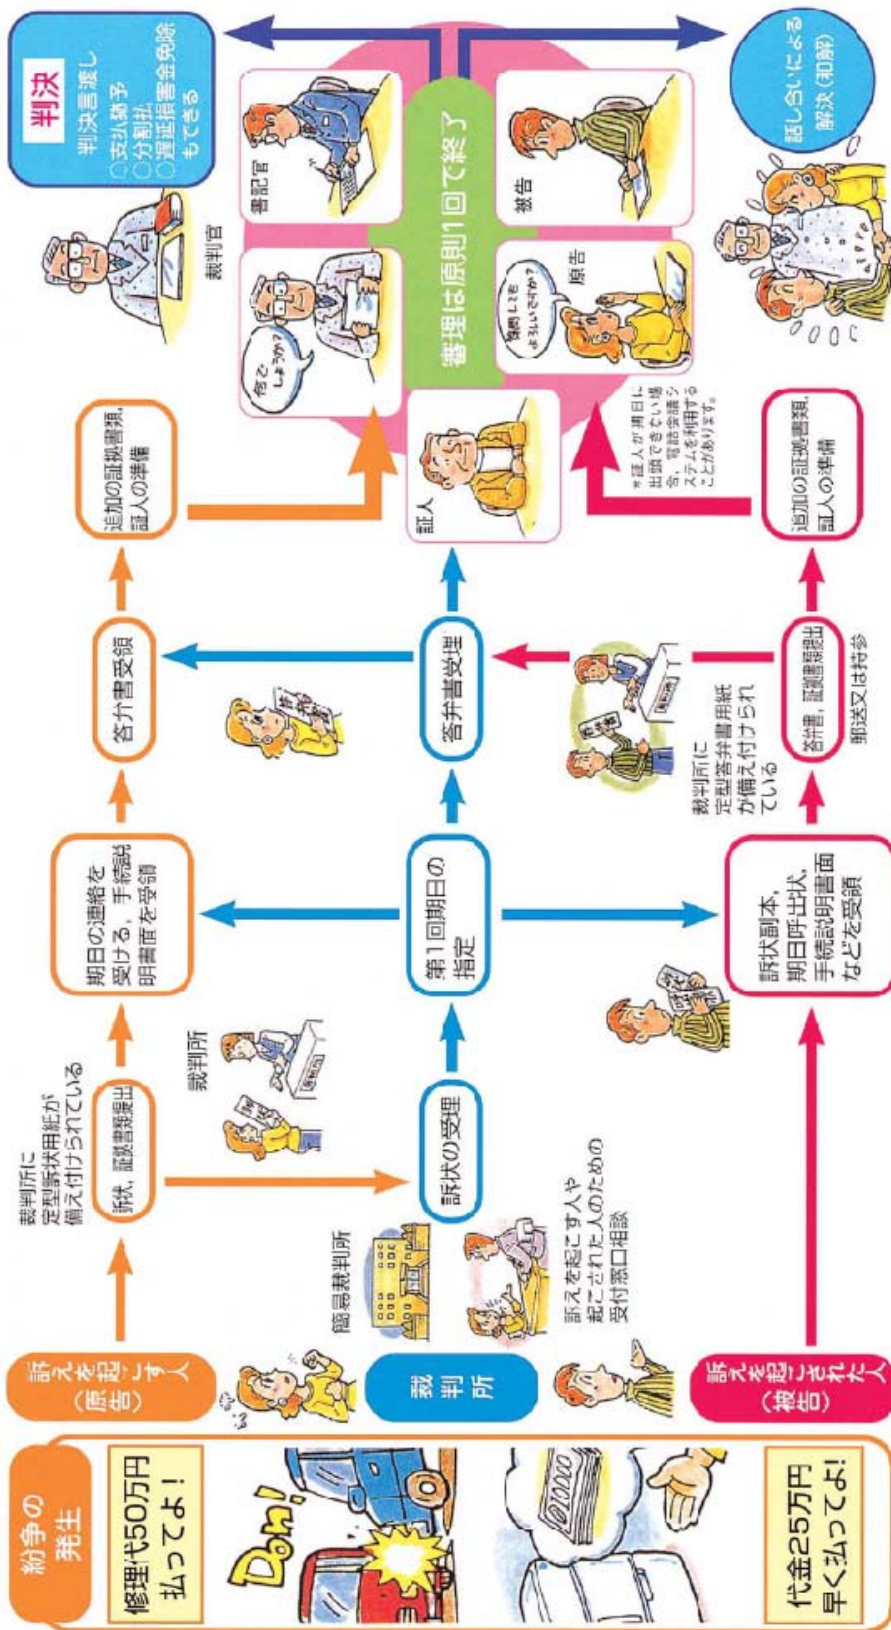 紛争の
発生
修理代50万円
払ってよ!
Don!
代金25万円
早く払ってよ!
訴えを起こす人
〈原告〉
裁判所
訴えを起こされた人
〈被告〉
裁判所に
定型訴状用紙が
備え付けられている
訴状、証拠書類提出
裁判所
簡易裁判所
訴状の受理
訴えを起こす人や
起こされた人のための
受付窓口相談
期日の連絡を
受ける，手続説
明書面を受領
第1回期日の
指定
訴状副本，
期日呼出状，
手続説明書面
などを受領
答弁書受領
答弁書受理
裁判所に
定型答弁書用紙
が備え付けられ
ている
答弁書、証拠書類提出
郵送又は持参
追加の証拠書類，
証人の準備
証人
＊証人が期日に
出頭できない場
合，電話会議シ
ステムを利用する
ことがあります。
追加の証拠書類，
証人の準備
何で
しょうか?
書記官
審理は原則1回で終了
質問しても
よろしいですか?
原告
被告
裁判官
判決
判決言渡し
○支払猶予
○分割払
○遅延損害金免除
もできる
話し合いによる
解決(和解)